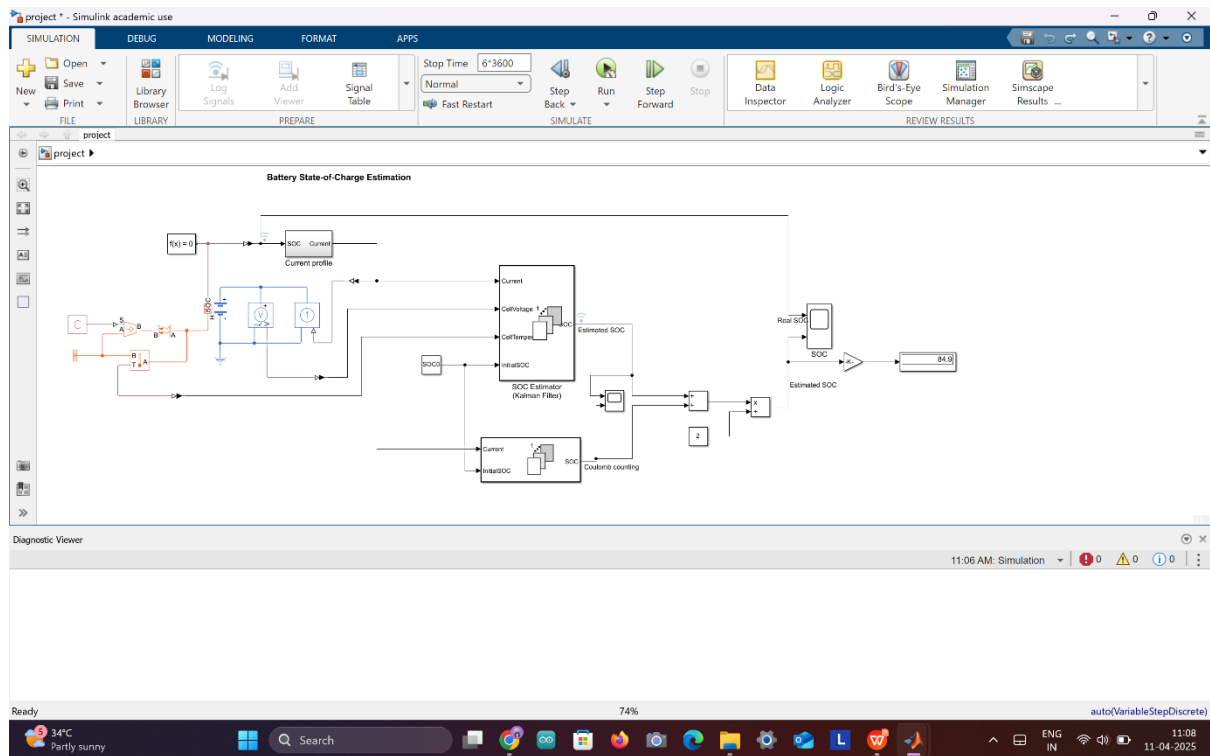 project * - Simulink academic use
SIMULATION DEBUG MODELING FORMAT APPS
New
Open
Save
Print
FILE
Library Browser
LIBRARY
Log Signals
Add Viewer
Signal Table
PREPARE
Stop Time 6*3600
Normal
Fast Restart
Step Back
Run
Step Forward
Stop
SIMULATE
Data Inspector
Logic Analyzer
Bird's-Eye Scope
Simulation Manager
Simscape Results ...
REVIEW RESULTS
project
project
Battery State-of-Charge Estimation
f(x) = 0
SOC Current
Current profile
C
S
A B
B A
B
T A
SOC
H
V
Current
CellVoltage
CellTemper
InitialSOC
SOC
1
SOC Estimator
(Kalman Filter)
Estimated SOC
SOC0
Real SOC
SOC
Estimated SOC
-K-
84.9
+
+
2
x
÷
Current
InitialSOC
1
SOC
Coulomb counting
Diagnostic Viewer
11:06 AM: Simulation 0 0 0
Ready 74% auto(VariableStepDiscrete)
5
34°C
Partly sunny
Search
L
ENG
IN
11:08
11-04-2025